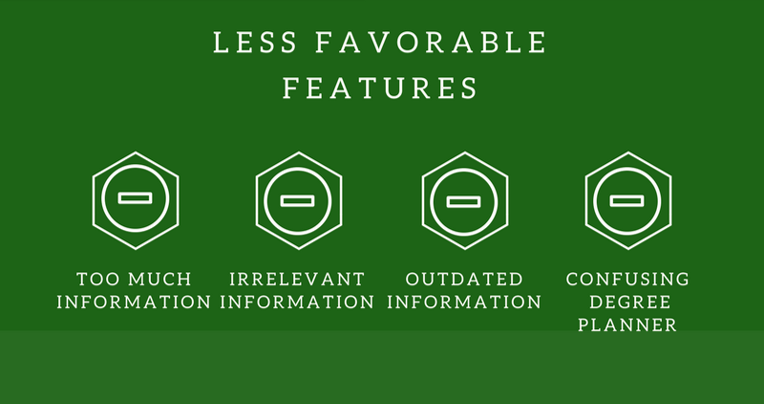 LESS FAVORABLE
FEATURES
TOO MUCH
INFORMATION
IRRELEVANT
INFORMATION
OUTDATED
INFORMATION
CONFUSING
DEGREE
PLANNER